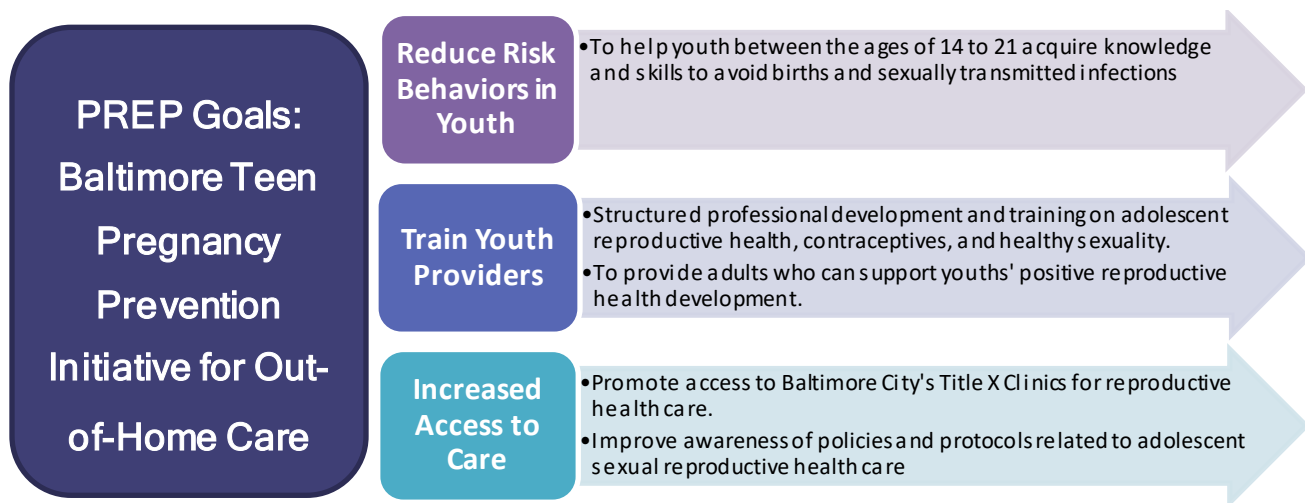 PREP Goals:
Baltimore Teen
Pregnancy
Prevention
Initiative for Out-
of-Home Care
Reduce Risk
Behaviors in
Youth
•To help youth between the ages of 14 to 21 acquire knowledge
and skills to avoid births and sexually transmitted infections
Train Youth
Providers
•Structured professional development and training on adolescent
reproductive health, contraceptives, and healthy sexuality.
•To provide adults who can support youths' positive reproductive
health development.
Increased
Access to
Care
•Promote access to Baltimore City's Title X Clinics for reproductive
health care.
•Improve awareness of policies and protocols related to adolescent
sexual reproductive health care